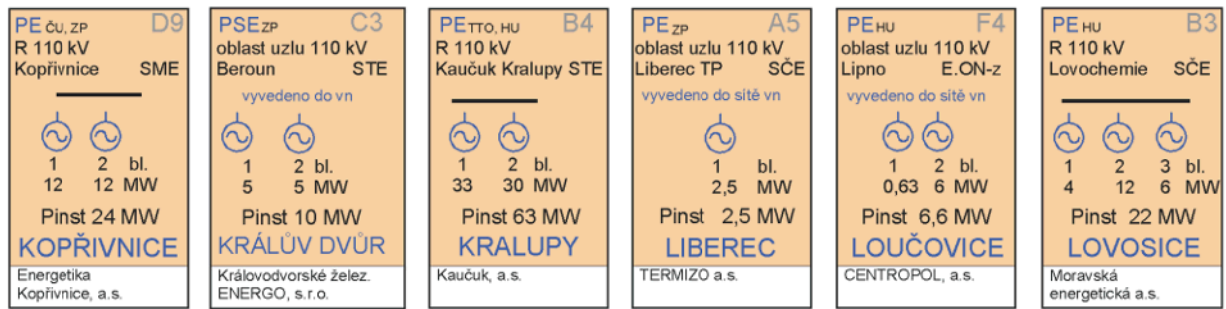 PE ČU, ZP D9
R 110 kV
Kopřivnice SME
1 2 bl.
12 12 MW
Pinst 24 MW
KOPŘIVNICE
Energetika
Kopřivnice, a.s.
PSE ZP C3
oblast uzlu 110 kV
Beroun STE
vyvedeno do vn
1 2 bl.
5 5 MW
Pinst 10 MW
KRÁLŮV DVŮR
Královodvorské želez.
ENERGO, s.r.o.
PE TTO, HU B4
R 110 kV
Kaučuk Kralupy STE
1 2 bl.
33 30 MW
Pinst 63 MW
KRALUPY
Kaučuk, a.s.
PE ZP A5
oblast uzlu 110 kV
Liberec TP SČE
vyvedeno do sítě vn
1 bl.
2,5 MW
Pinst 2,5 MW
LIBEREC
TERMIZO a.s.
PE HU F4
oblast uzlu 110 kV
Lipno E.ON-z
vyvedeno do sítě vn
1 2 bl.
0,63 6 MW
Pinst 6,6 MW
LOUČOVICE
CENTROPOL, a.s.
PE HU B3
R 110 kV
Lovochemie SČE
1 2 3 bl.
4 12 6 MW
Pinst 22 MW
LOVOSICE
Moravská
energetická a.s.